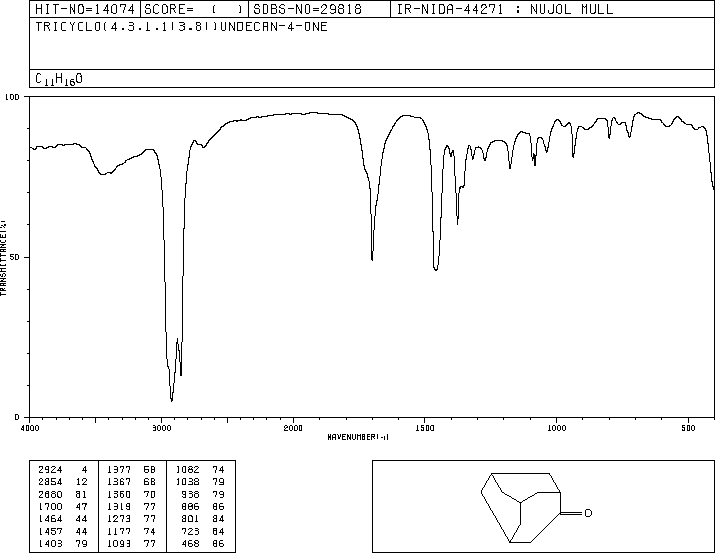 HIT-NO=14074 SCORE= ( ) SDBS-NO=29818 IR-NIDA-44271 : NUJOL MULL
TRICYCLO(4.3.1.1(3.8))UNDECAN-4-ONE
C11H16O
100
50
0
TRANSMITTANCE(%)
4000 3000 2000 1500 1000 500
WAVENUMBER(-1)
2924 4 1377 58 1082 74
2854 12 1367 68 1038 79
2680 81 1360 70 938 79
1700 47 1319 77 886 86
1464 44 1273 77 801 84
1457 44 1177 74 723 84
1403 79 1093 77 468 86
O